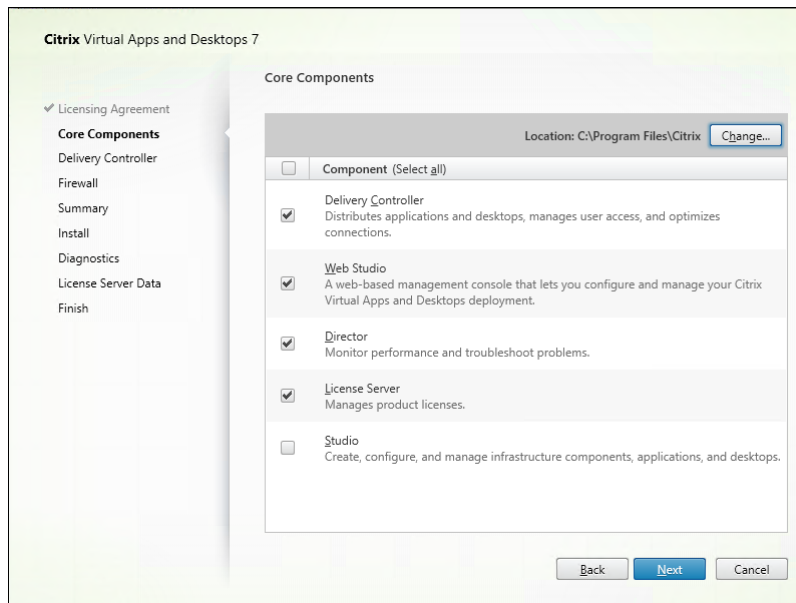 Citrix Virtual Apps and Desktops 7
Licensing Agreement
Core Components
Delivery Controller
Firewall
Summary
Install
Diagnostics
License Server Data
Finish
Core Components
Location: C:\Program Files\Citrix Change...
Component (Select all)
Delivery Controller
Distributes applications and desktops, manages user access, and optimizes
connections.
Web Studio
A web-based management console that lets you configure and manage your Citrix
Virtual Apps and Desktops deployment.
Director
Monitor performance and troubleshoot problems.
License Server
Manages product licenses.
Studio
Create, configure, and manage infrastructure components, applications, and desktops.
Back Next Cancel